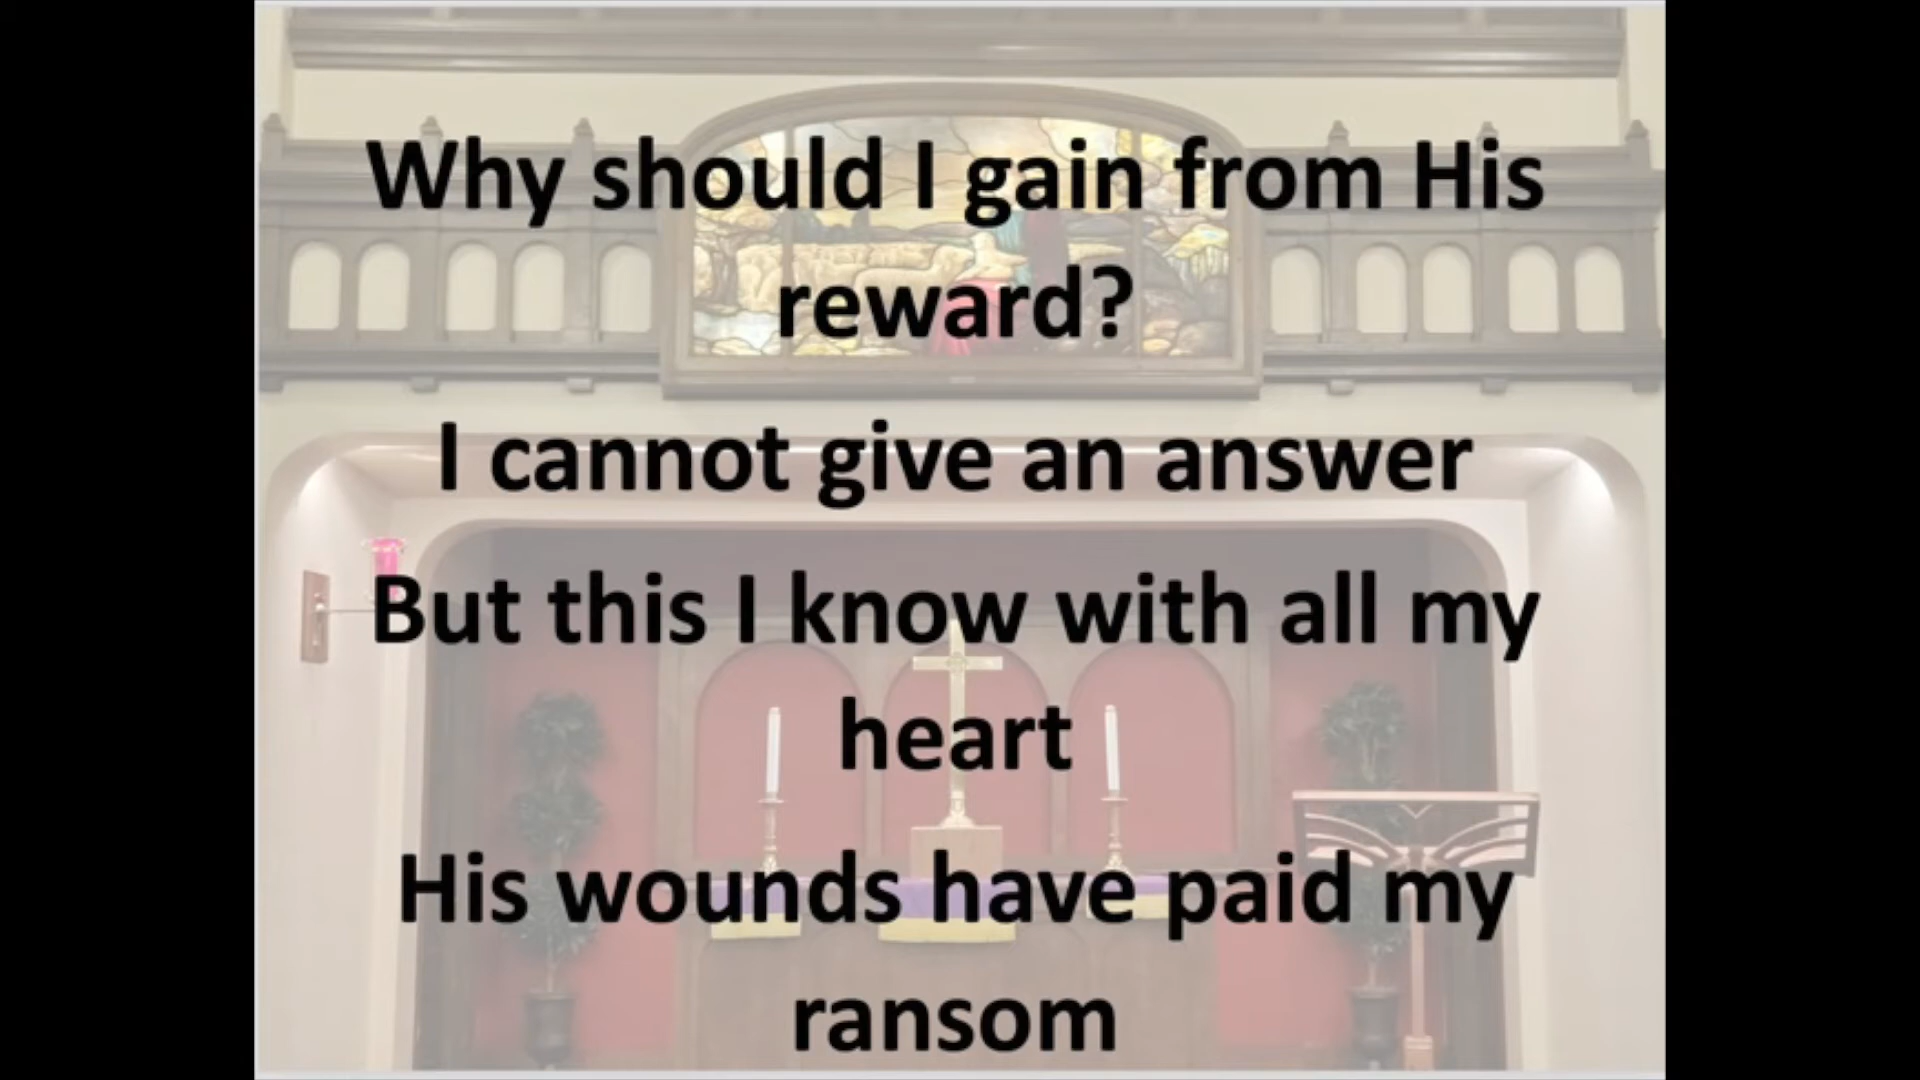 Why should I gain from His
reward?
I cannot give an answer
But this I know with all my
heart
His wounds have paid my
ransom